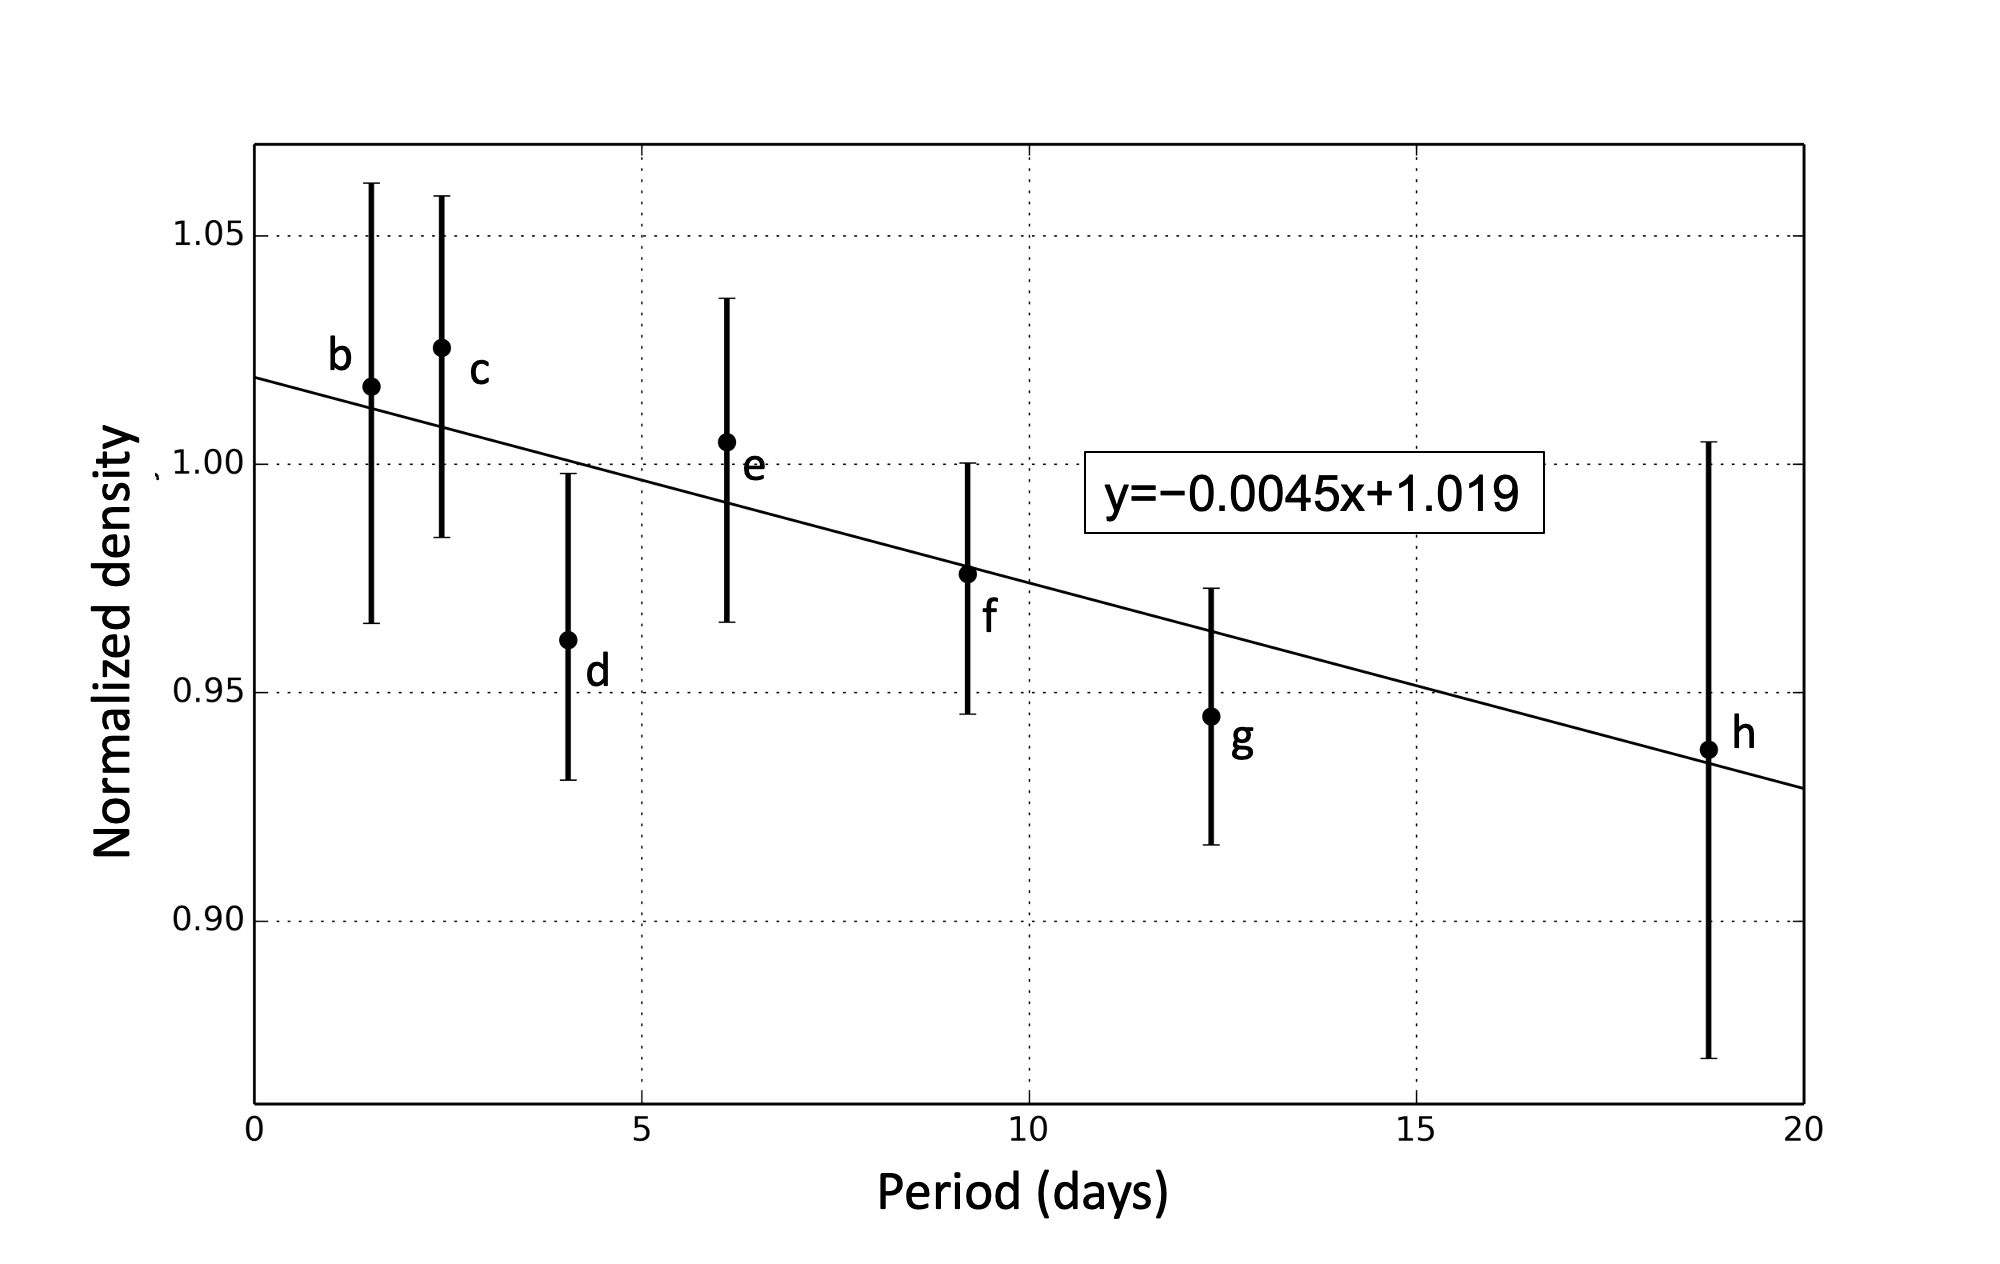 1.05
b
c
1.00
e
y=−0.0045x+1.019
f
d
0.95
g
h
0.90
Normalized density
0
5
10
15
20
Period (days)